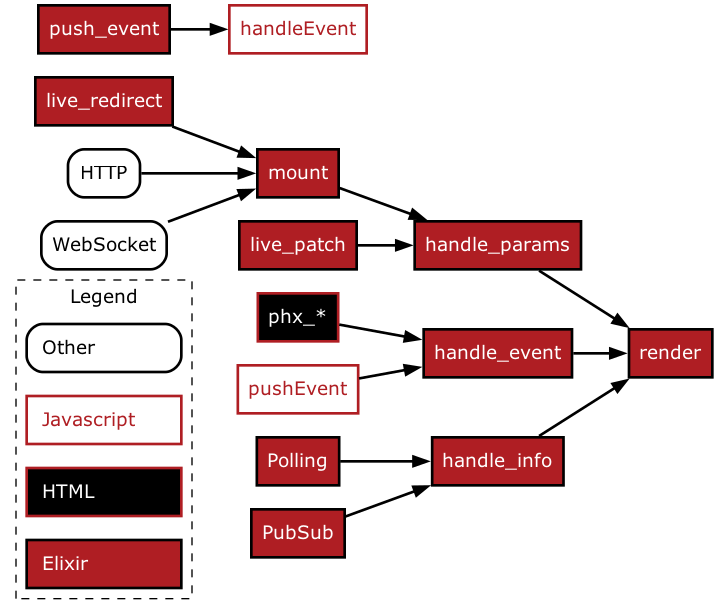 push_event
handleEvent
live_redirect
HTTP
mount
WebSocket
live_patch
handle_params
Legend
phx_*
Other
handle_event
render
pushEvent
Javascript
Polling
handle_info
HTML
PubSub
Elixir